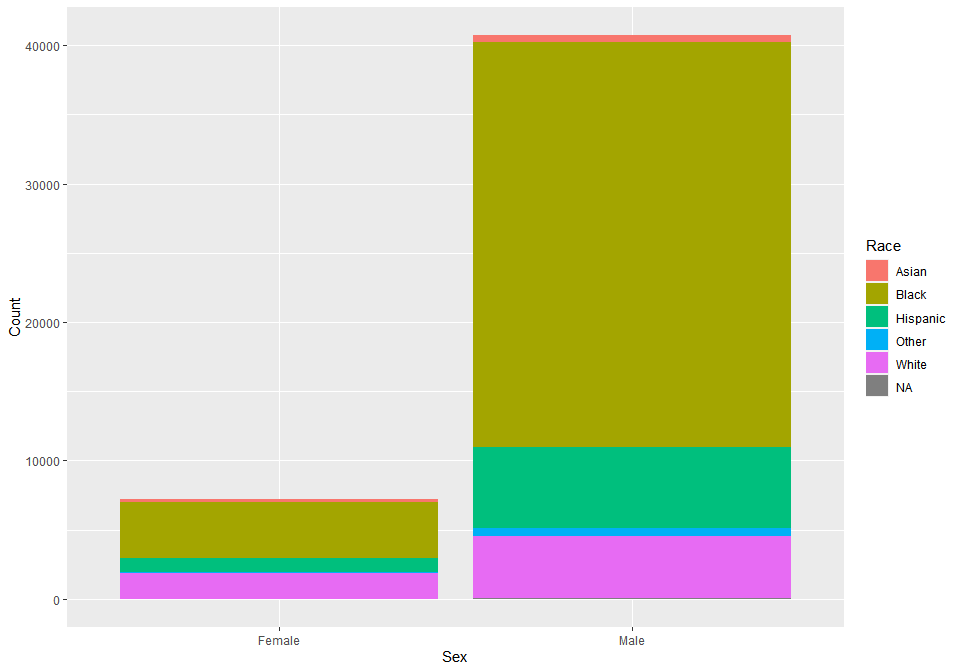 40000
30000
20000
10000
0
Count
Female
Male
Sex
Race
Asian
Black
Hispanic
Other
White
NA